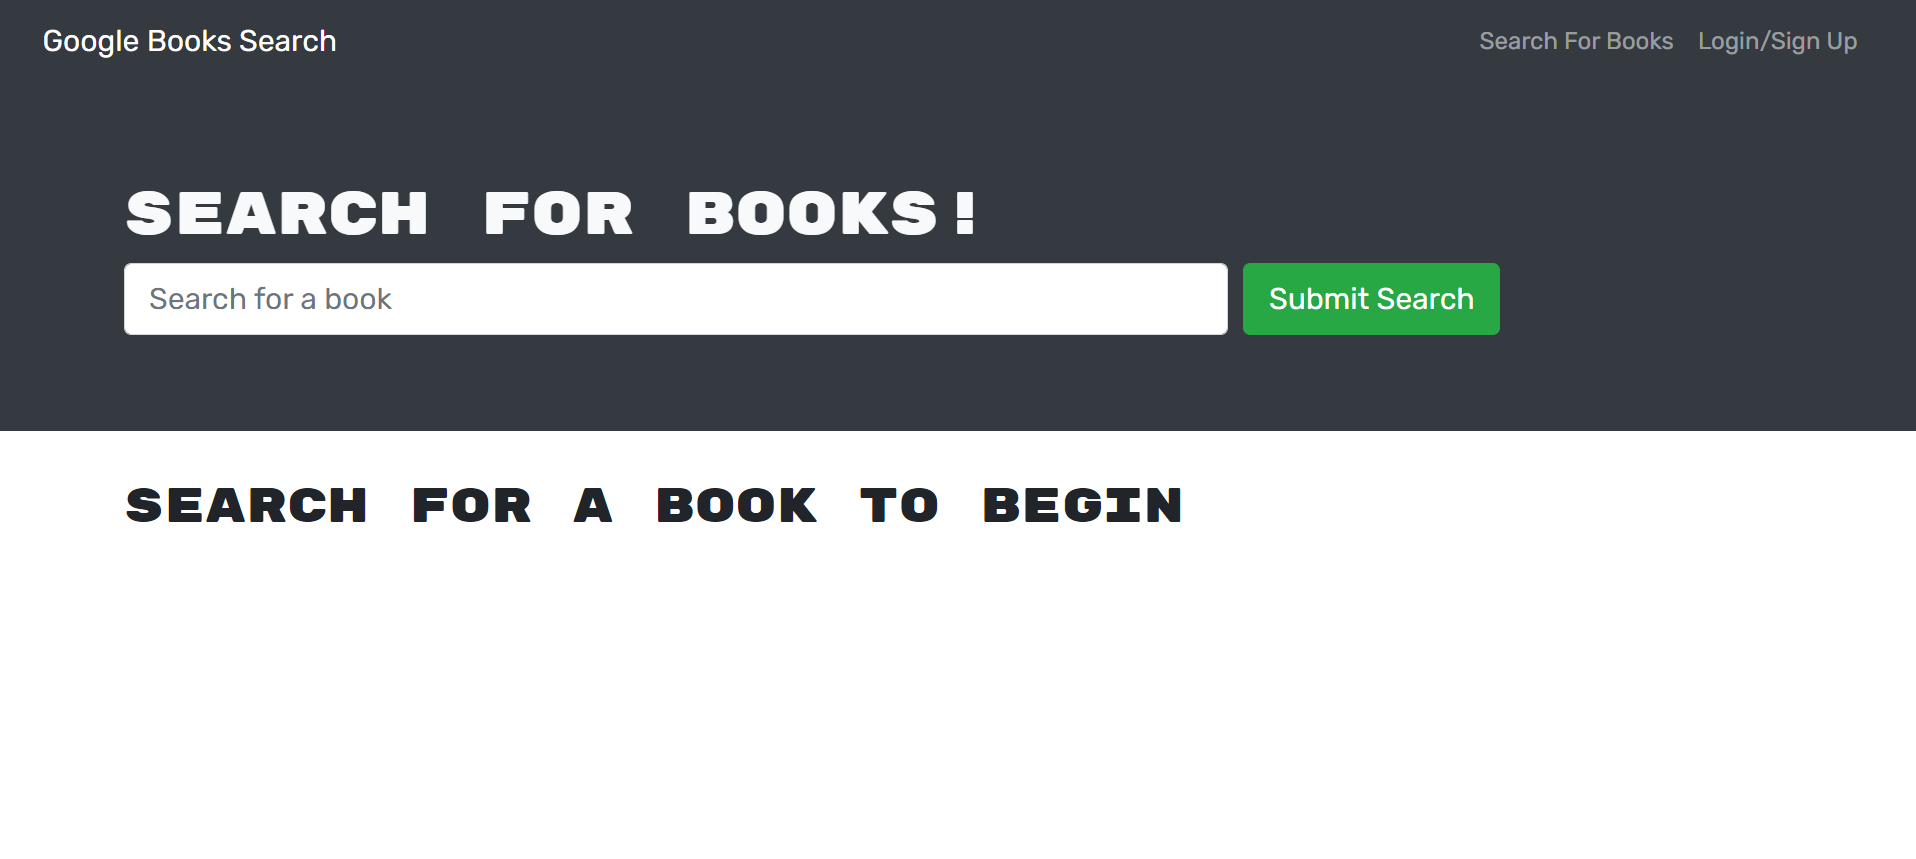 Google Books Search
Search For Books
Login/Sign Up
SEARCH FOR BOOKS!
Search for a book
Submit Search
SEARCH FOR A BOOK TO BEGIN